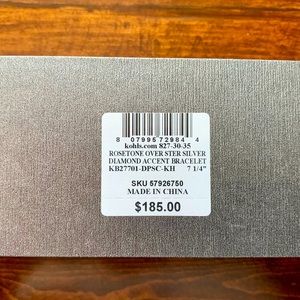 8 07995 72984 4
kohls.com 827-30-35
ROSETONE OVER STER SILVER
DIAMOND ACCENT BRACELET
KB27701-DPSC-KH 7 1/4"
SKU 57926750
MADE IN CHINA
$185.00